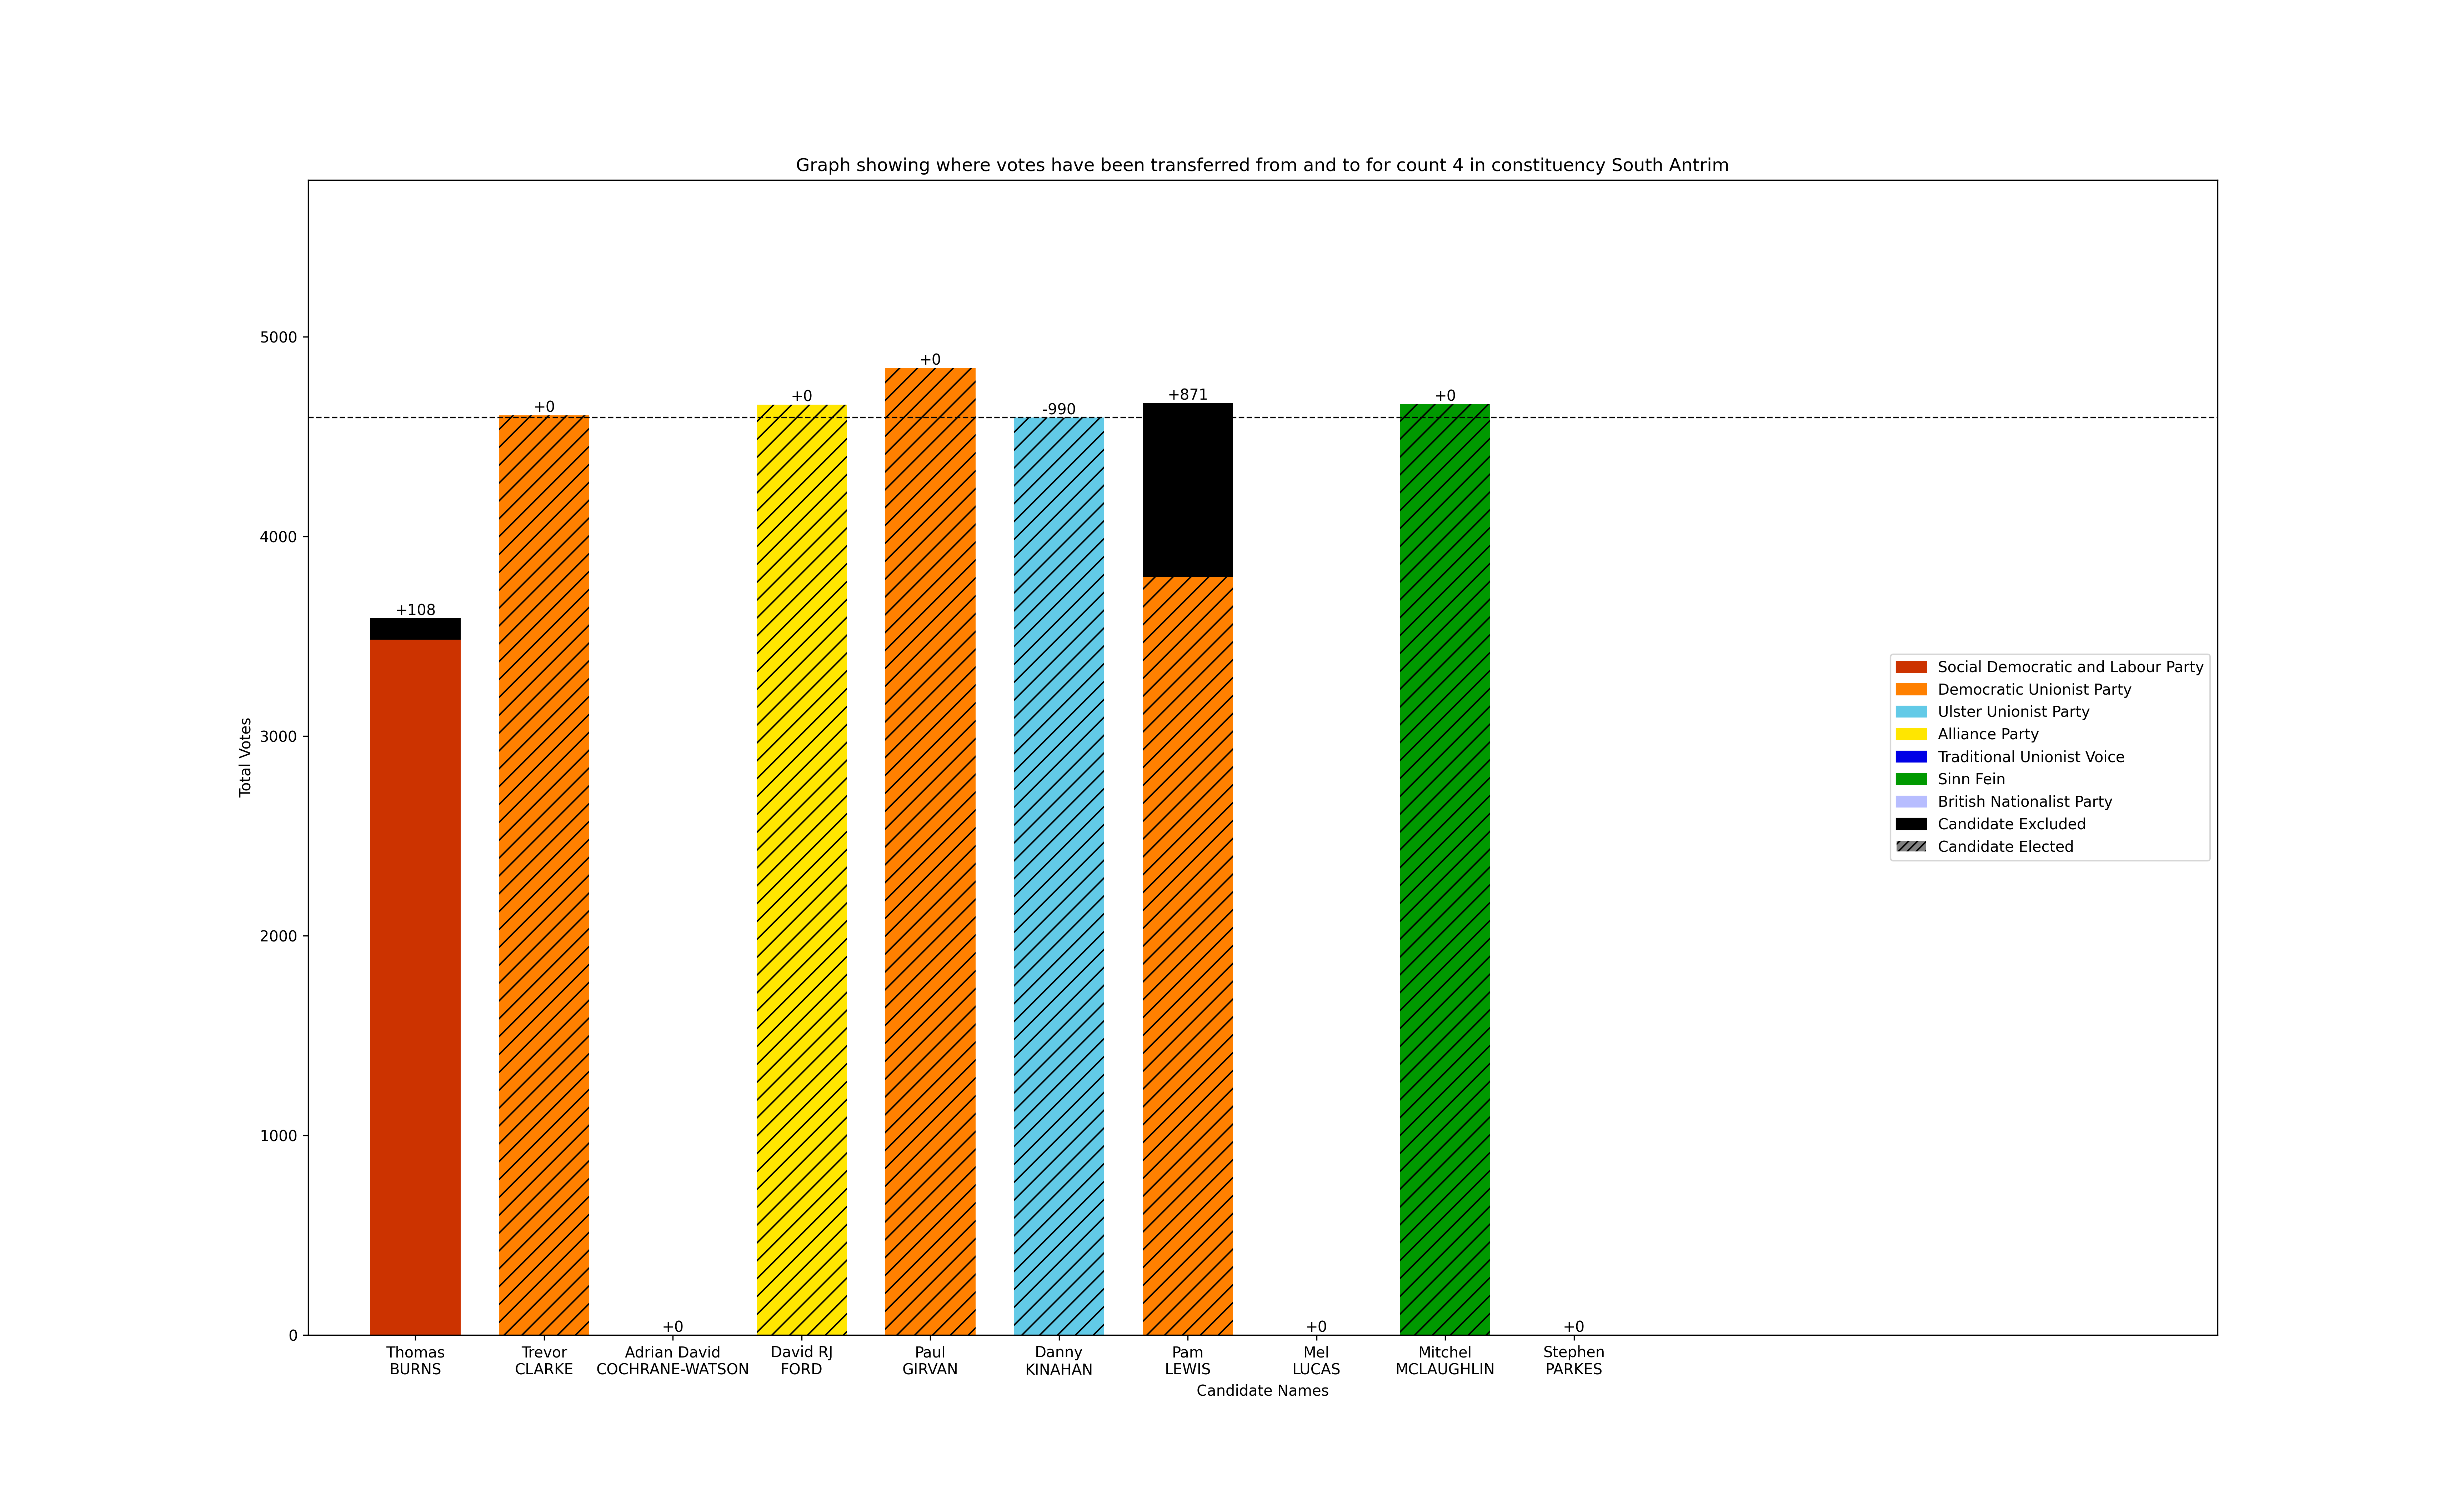 Graph showing where votes have been transferred from and to for count 4 in constituency South Antrim
Total Votes
5000
4000
3000
2000
1000
0
+108
+0
+0
+0
+0
-990
+871
+0
+0
+0
Social Democratic and Labour Party
Democratic Unionist Party
Ulster Unionist Party
Alliance Party
Traditional Unionist Voice
Sinn Fein
British Nationalist Party
Candidate Excluded
Candidate Elected
Thomas
BURNS
Trevor
CLARKE
Adrian David
COCHRANE-WATSON
David RJ
FORD
Paul
GIRVAN
Danny
KINAHAN
Pam
LEWIS
Mel
LUCAS
Mitchel
MCLAUGHLIN
Stephen
PARKES
Candidate Names